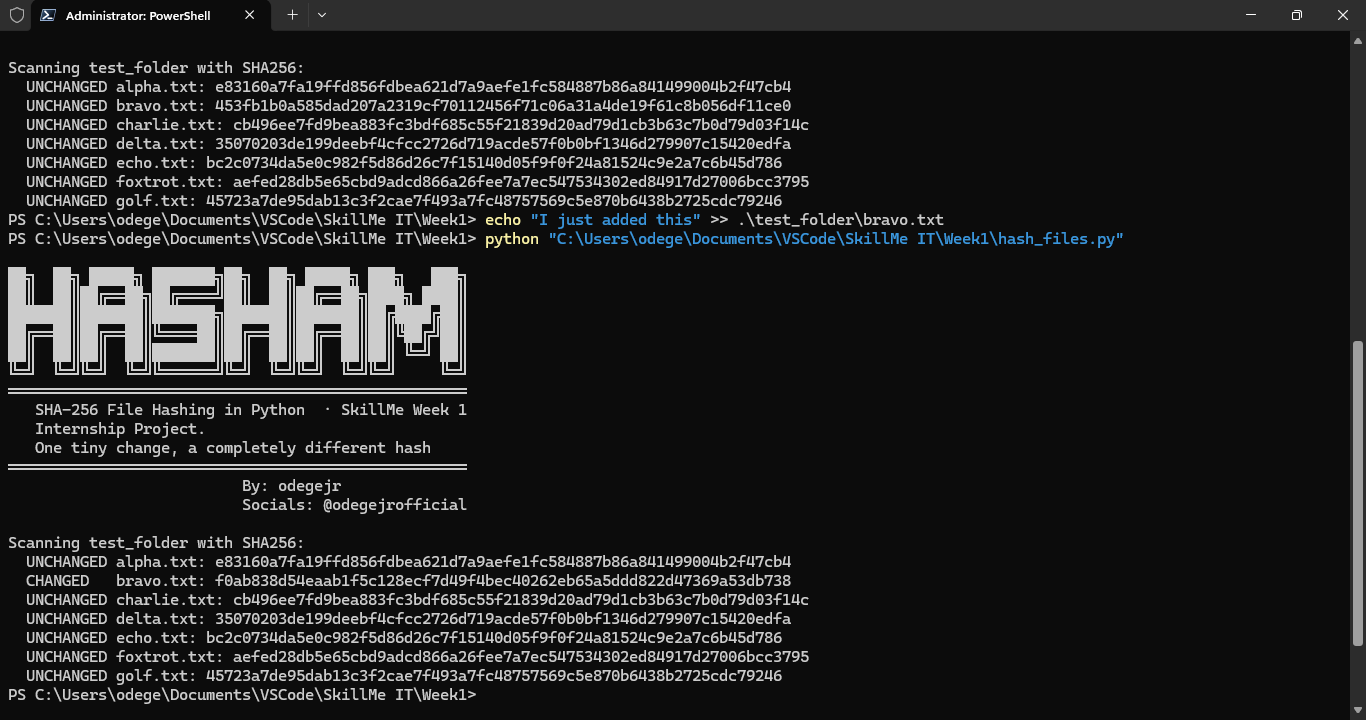 Administrator: PowerShell
Scanning test_folder with SHA256:
UNCHANGED alpha.txt: e83160a7fa19ffd856fdbea621d7a9aefe1fc584887b86a841499004b2f47cb4
UNCHANGED bravo.txt: 453fb1b0a585dad207a2319cf70112456f71c06a31a4de19f61c8b056df11ce0
UNCHANGED charlie.txt: cb496ee7fd9bea883fc3bdf685c55f21839d20ad79d1cb3b63c7b0d79d03f14c
UNCHANGED delta.txt: 35070203de199deebf4cfcc2726d719acde57f0b0bf1346d279907c15420edfa
UNCHANGED echo.txt: bc2c0734da5e0c982f5d86d26c7f15140d05f9f0f24a81524c9e2a7c6b45d786
UNCHANGED foxtrot.txt: aefed28db5e65cbd9adcd866a26fee7a7ec547534302ed84917d27006bcc3795
UNCHANGED golf.txt: 45723a7de95dab13c3f2cae7f493a7fc48757569c5e870b6438b2725cdc79246
PS C:\Users\odege\Documents\VSCode\SkillMe IT\Week1> echo "I just added this" >> .\test_folder\bravo.txt
PS C:\Users\odege\Documents\VSCode\SkillMe IT\Week1> python "C:\Users\odege\Documents\VSCode\SkillMe IT\Week1\hash_files.py"
HASHAM
SHA-256 File Hashing in Python · SkillMe Week 1
Internship Project.
One tiny change, a completely different hash
By: odegejr
Socials: @odegejrofficial
Scanning test_folder with SHA256:
UNCHANGED alpha.txt: e83160a7fa19ffd856fdbea621d7a9aefe1fc584887b86a841499004b2f47cb4
CHANGED bravo.txt: f0ab838d54eaab1f5c128ecf7d49f4bec40262eb65a5ddd822d47369a53db738
UNCHANGED charlie.txt: cb496ee7fd9bea883fc3bdf685c55f21839d20ad79d1cb3b63c7b0d79d03f14c
UNCHANGED delta.txt: 35070203de199deebf4cfcc2726d719acde57f0b0bf1346d279907c15420edfa
UNCHANGED echo.txt: bc2c0734da5e0c982f5d86d26c7f15140d05f9f0f24a81524c9e2a7c6b45d786
UNCHANGED foxtrot.txt: aefed28db5e65cbd9adcd866a26fee7a7ec547534302ed84917d27006bcc3795
UNCHANGED golf.txt: 45723a7de95dab13c3f2cae7f493a7fc48757569c5e870b6438b2725cdc79246
PS C:\Users\odege\Documents\VSCode\SkillMe IT\Week1>